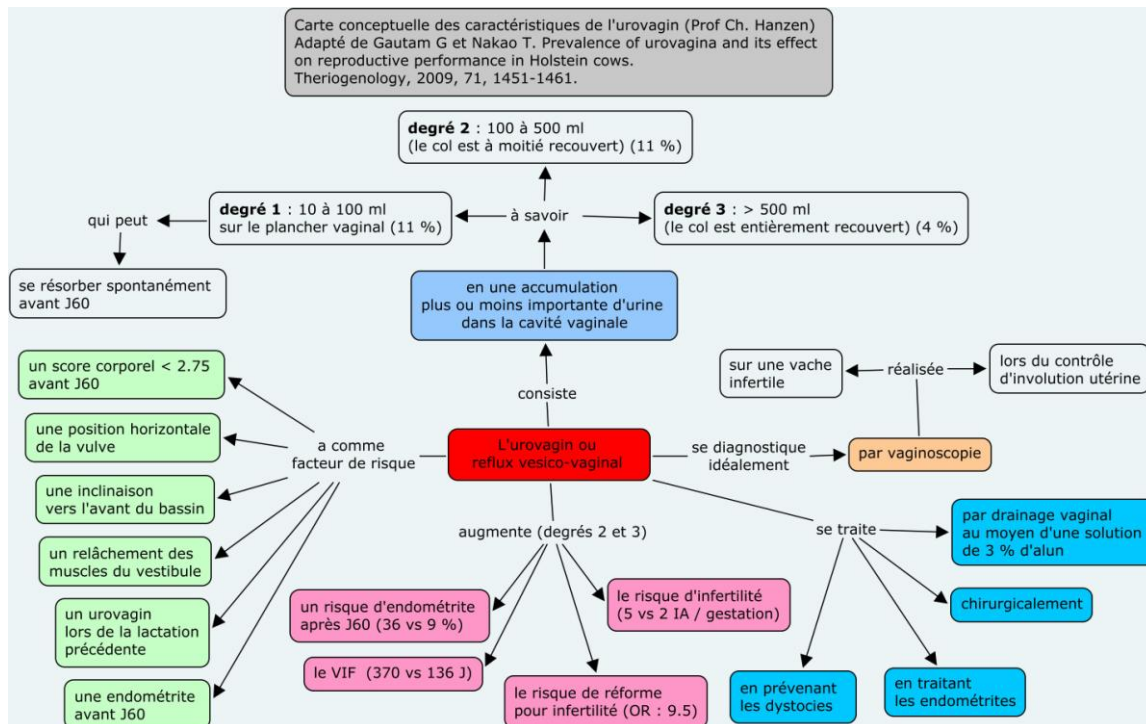 Carte conceptuelle des caractéristiques de l'urovagin (Prof Ch. Hanzen)
Adapté de Gautam G et Nakao T. Prevalence of urovagina and its effect
on reproductive performance in Holstein cows.
Theriogenology, 2009, 71, 1451-1461.
degré 2 : 100 à 500 ml
(le col est à moitié recouvert) (11 %)
qui peut
degré 1 : 10 à 100 ml
sur le plancher vaginal (11 %)
à savoir
degré 3 : > 500 ml
(le col est entièrement recouvert) (4 %)
se résorber spontanément
avant J60
en une accumulation
plus ou moins importante d'urine
dans la cavité vaginale
consiste
L'urovagin ou
reflux vesico-vaginal
a comme
facteur de risque
un score corporel < 2.75
avant J60
une position horizontale
de la vulve
une inclinaison
vers l'avant du bassin
un relâchement des
muscles du vestibule
un urovagin
lors de la lactation
précédente
une endométrite
avant J60
se diagnostique
idéalement
par vaginoscopie
réalisée
sur une vache
infertile
lors du contrôle
d'involution utérine
augmente (degrés 2 et 3)
un risque d'endométrite
après J60 (36 vs 9 %)
le VIF (370 vs 136 J)
le risque de réforme
pour infertilité (OR : 9.5)
le risque d'infertilité
(5 vs 2 IA / gestation)
se traite
par drainage vaginal
au moyen d'une solution
de 3 % d'alun
chirurgicalement
en traitant
les endométrites
en prévenant
les dystocies